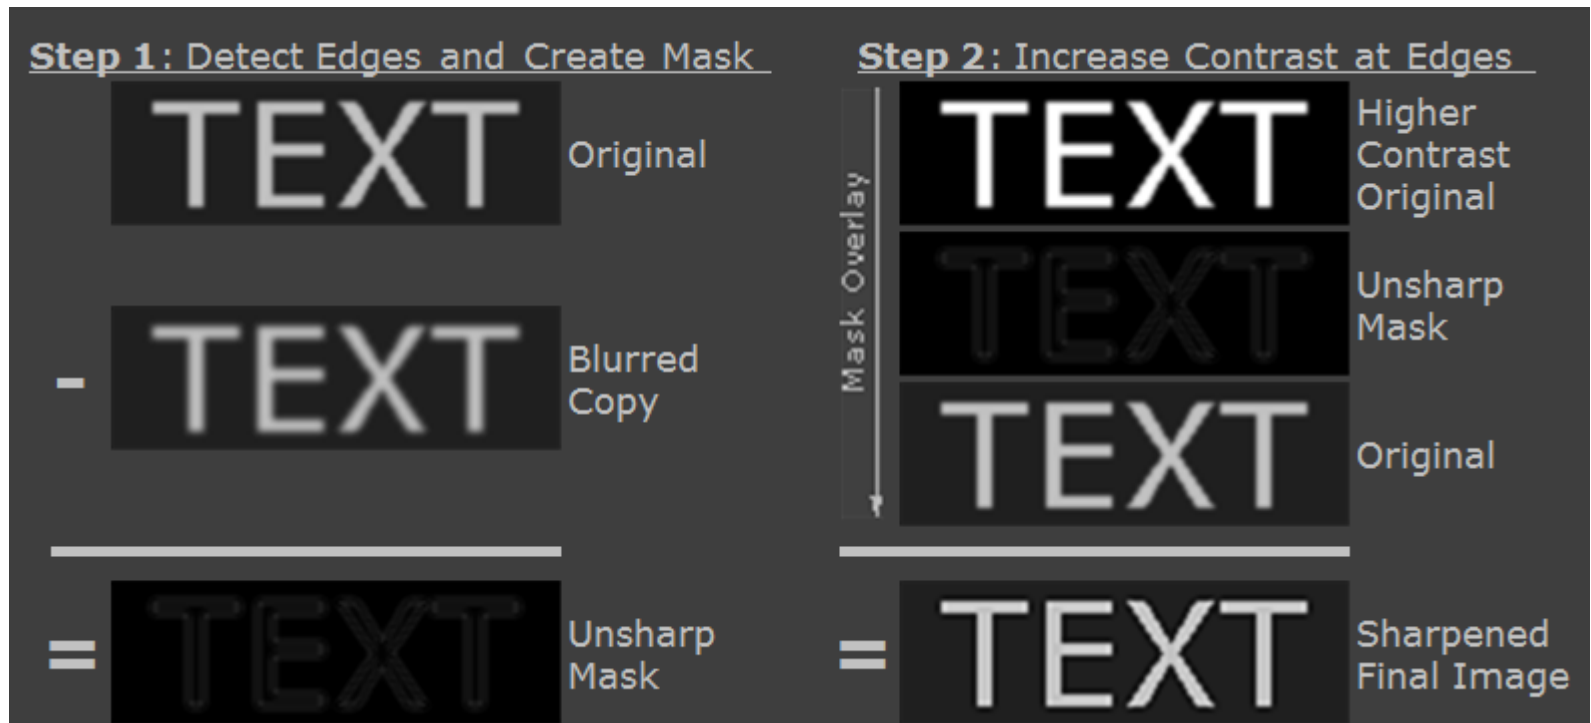 Step 1: Detect Edges and Create Mask
TEXT
Original
-
TEXT
Blurred
Copy
=
TEXT
Unsharp
Mask
Step 2: Increase Contrast at Edges
Mask Overlay
TEXT
Higher
Contrast
Original
TEXT
Unsharp
Mask
TEXT
Original
=
TEXT
Sharpened
Final Image